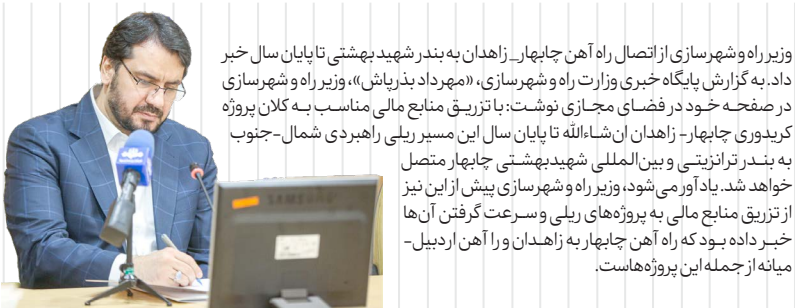 وزیر راه و شهرسازی از اتصال راه آهن چابهار_ زاهدان به بندر شهید بهشتی تا پایان سال خبر
داد. به گزارش پایگاه خبری وزارت راه و شهرسازی، «مهرداد بذرپاش»، وزیر راه و شهرسازی
در صفحه خود در فضای مجازی نوشت: با تزریق منابع مالی مناسب به کلان پروژه
کریدوری چابهار- زاهدان ان‌شاءالله تا پایان سال این مسیر ریلی راهبردی شمال-جنوب
به بندر ترانزیتی و بین‌المللی شهیدبهشتی چابهار متصل
خواهد شد. یادآور می‌شود، وزیر راه و شهرسازی پیش از این نیز
از تزریق منابع مالی به پروژه‌های ریلی و سرعت گرفتن آن‌ها
خبر داده بود که راه آهن چابهار به زاهدان و را آهن اردبیل-
میانه از جمله این پروژه‌هاست.
SAMSUNG